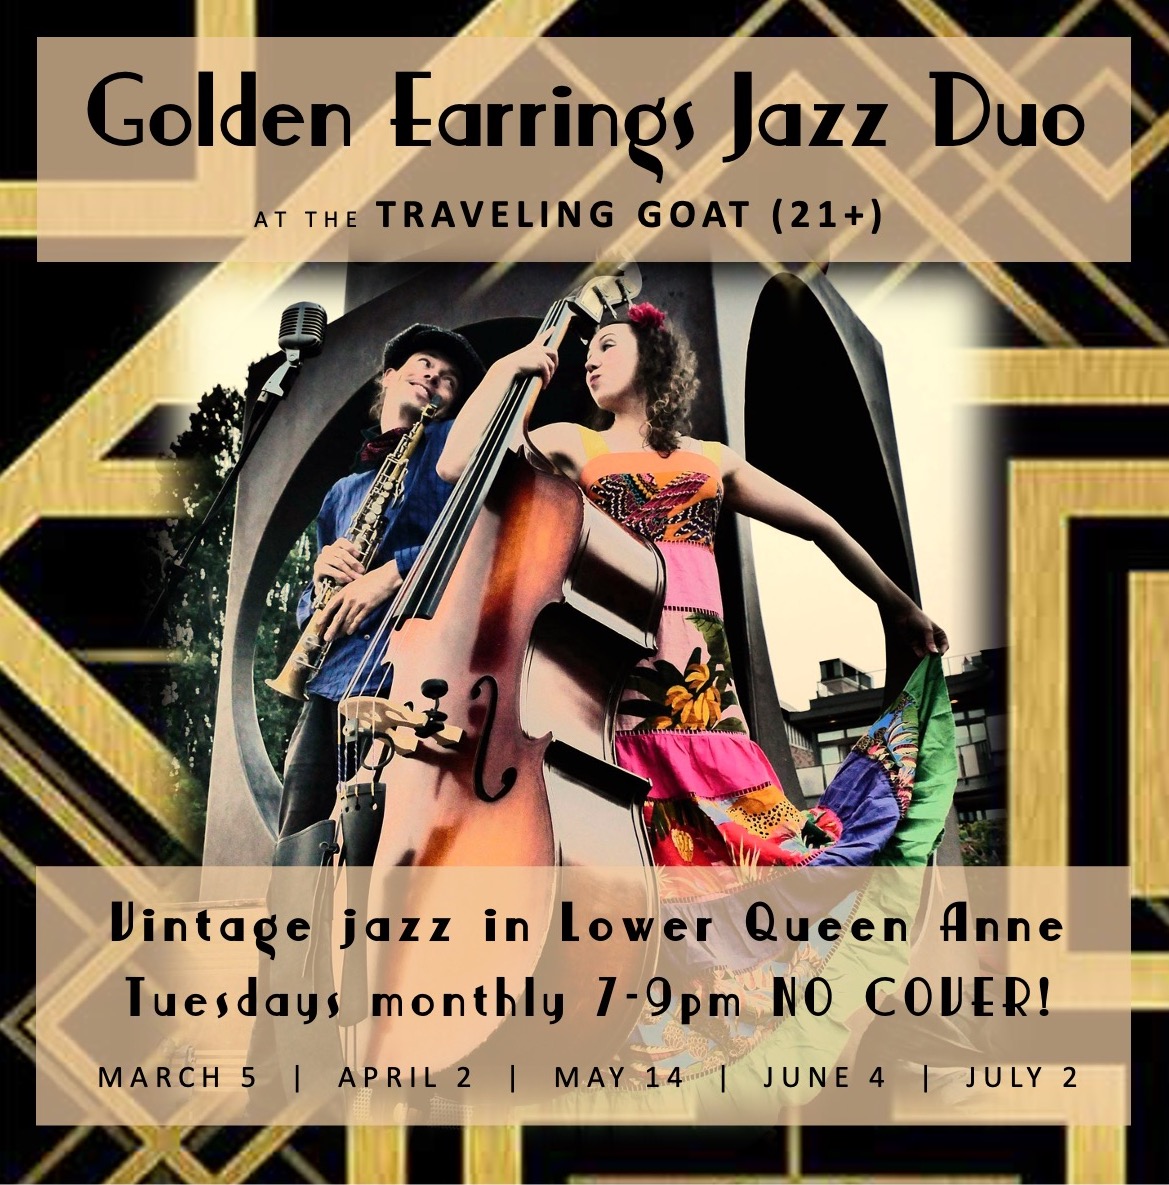 Golden Earrings Jazz Duo
AT THE TRAVELING GOAT (21+)
Vintage jazz in Lower Queen Anne
Tuesdays monthly 7-9pm NO COVER!
MARCH 5 | APRIL 2 | MAY 14 | JUNE 4 | JULY 2